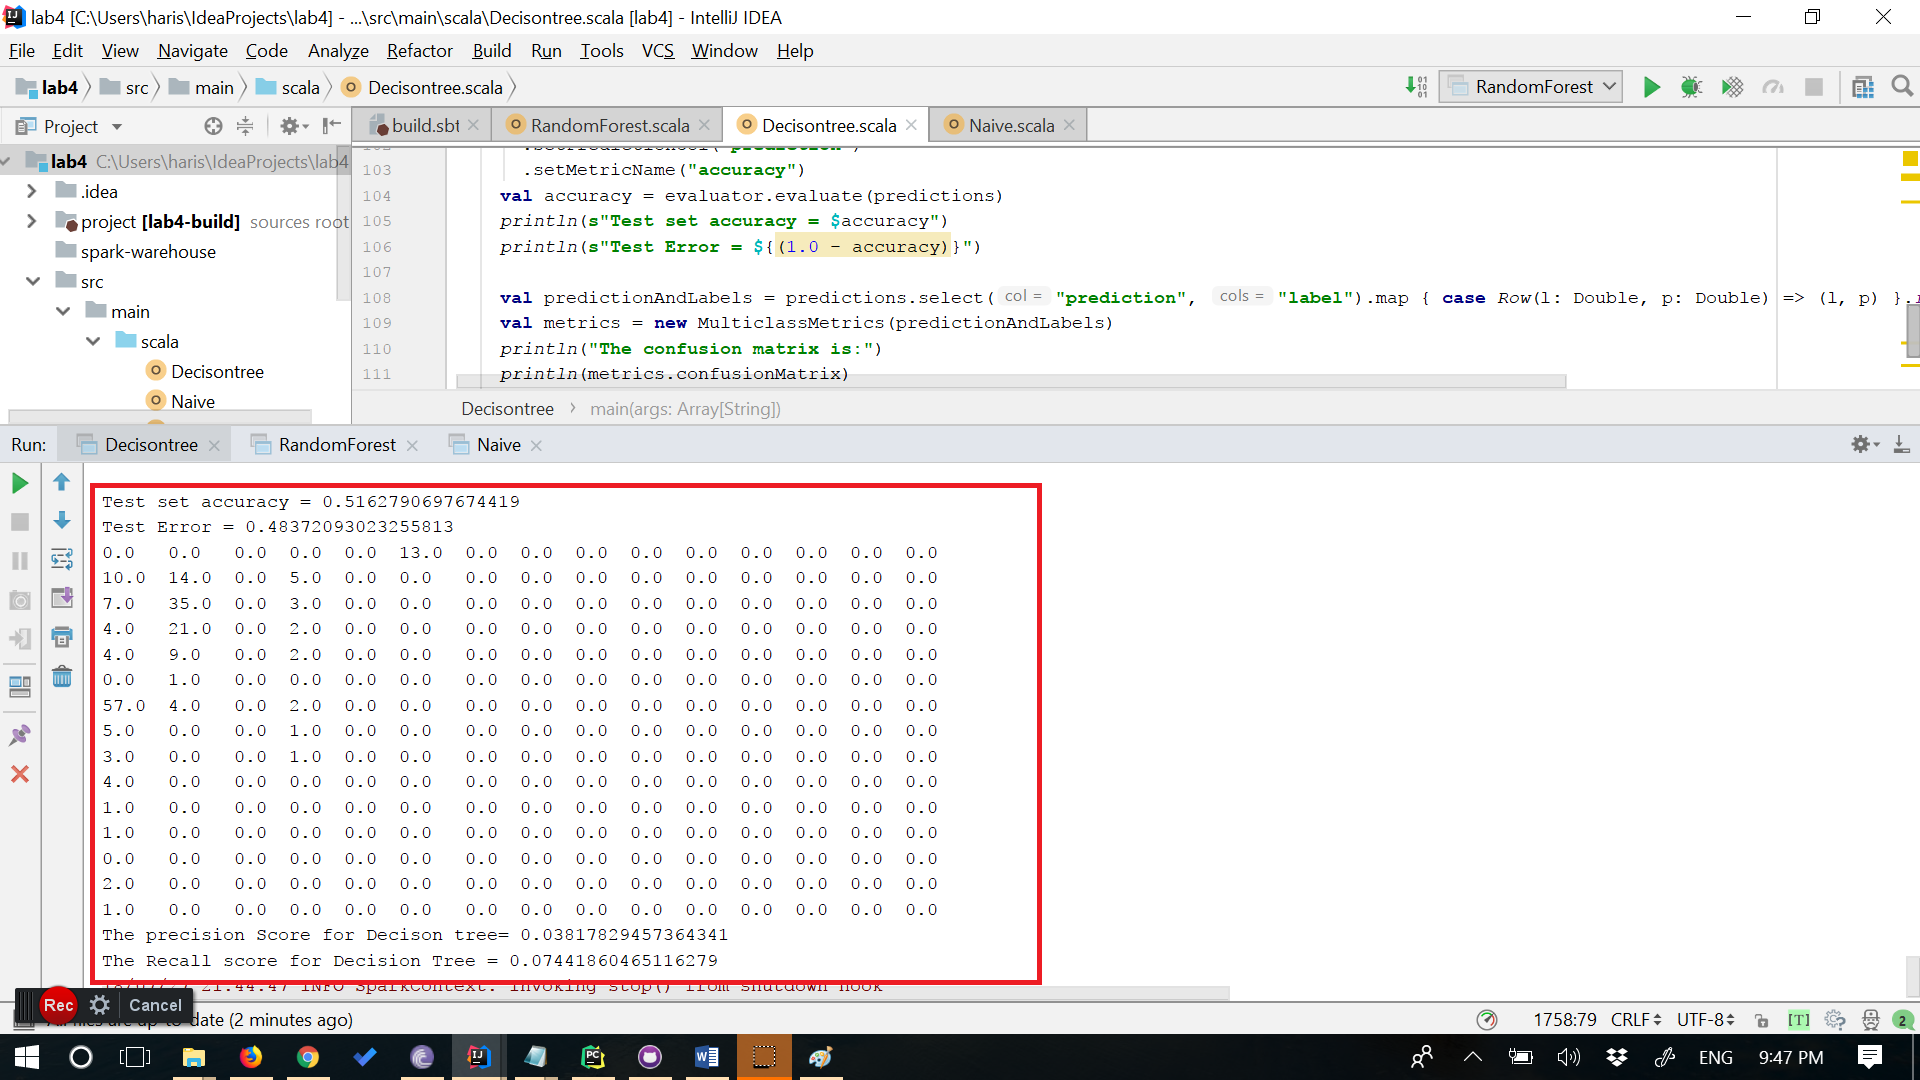 lab4 [C:\Users\haris\IdeaProjects\lab4] - ...\src\main\scala\Decisontree.scala [lab4] - IntelliJ IDEA
File Edit View Navigate Code Analyze Refactor Build Run Tools VCS Window Help
lab4 src main scala Decisontree.scala RandomForest
Project build.sbt RandomForest.scala Decisontree.scala Naive.scala
lab4 C:\Users\haris\IdeaProjects\lab4
.idea
project [lab4-build] sources root
spark-warehouse
src
main
scala
Decisontree
Naive
103 .setMetricName("accuracy")
104 val accuracy = evaluator.evaluate(predictions)
105 println(s"Test set accuracy = $accuracy")
106 println(s"Test Error = ${(1.0 - accuracy)}")
107
108 val predictionAndLabels = predictions.select( col = "prediction", cols = "label").map { case Row(l: Double, p: Double) => (l, p) }.
109 val metrics = new MulticlassMetrics(predictionAndLabels)
110 println("The confusion matrix is:")
111 println(metrics.confusionMatrix)
Decisontree main(args: Array[String])
Run: Decisontree RandomForest Naive
Test set accuracy = 0.5162790697674419
Test Error = 0.48372093023255813
0.0 0.0 0.0 0.0 0.0 13.0 0.0 0.0 0.0 0.0 0.0 0.0 0.0 0.0 0.0
10.0 14.0 0.0 5.0 0.0 0.0 0.0 0.0 0.0 0.0 0.0 0.0 0.0 0.0 0.0
7.0 35.0 0.0 3.0 0.0 0.0 0.0 0.0 0.0 0.0 0.0 0.0 0.0 0.0 0.0
4.0 21.0 0.0 2.0 0.0 0.0 0.0 0.0 0.0 0.0 0.0 0.0 0.0 0.0 0.0
4.0 9.0 0.0 2.0 0.0 0.0 0.0 0.0 0.0 0.0 0.0 0.0 0.0 0.0 0.0
0.0 1.0 0.0 0.0 0.0 0.0 0.0 0.0 0.0 0.0 0.0 0.0 0.0 0.0 0.0
57.0 4.0 0.0 2.0 0.0 0.0 0.0 0.0 0.0 0.0 0.0 0.0 0.0 0.0 0.0
5.0 0.0 0.0 1.0 0.0 0.0 0.0 0.0 0.0 0.0 0.0 0.0 0.0 0.0 0.0
3.0 0.0 0.0 1.0 0.0 0.0 0.0 0.0 0.0 0.0 0.0 0.0 0.0 0.0 0.0
4.0 0.0 0.0 0.0 0.0 0.0 0.0 0.0 0.0 0.0 0.0 0.0 0.0 0.0 0.0
1.0 0.0 0.0 0.0 0.0 0.0 0.0 0.0 0.0 0.0 0.0 0.0 0.0 0.0 0.0
1.0 0.0 0.0 0.0 0.0 0.0 0.0 0.0 0.0 0.0 0.0 0.0 0.0 0.0 0.0
0.0 0.0 0.0 0.0 0.0 0.0 0.0 0.0 0.0 0.0 0.0 0.0 0.0 0.0 0.0
2.0 0.0 0.0 0.0 0.0 0.0 0.0 0.0 0.0 0.0 0.0 0.0 0.0 0.0 0.0
1.0 0.0 0.0 0.0 0.0 0.0 0.0 0.0 0.0 0.0 0.0 0.0 0.0 0.0 0.0
The precision Score for Decison tree= 0.03817829457364341
The Recall score for Decision Tree = 0.07441860465116279
21:44:47 INFO SparkContext: Invoking stop() from shutdown hook
Rec Cancel
up-to-date (2 minutes ago) 1758:79 CRLF UTF-8 [T] 2
ENG 9:47 PM